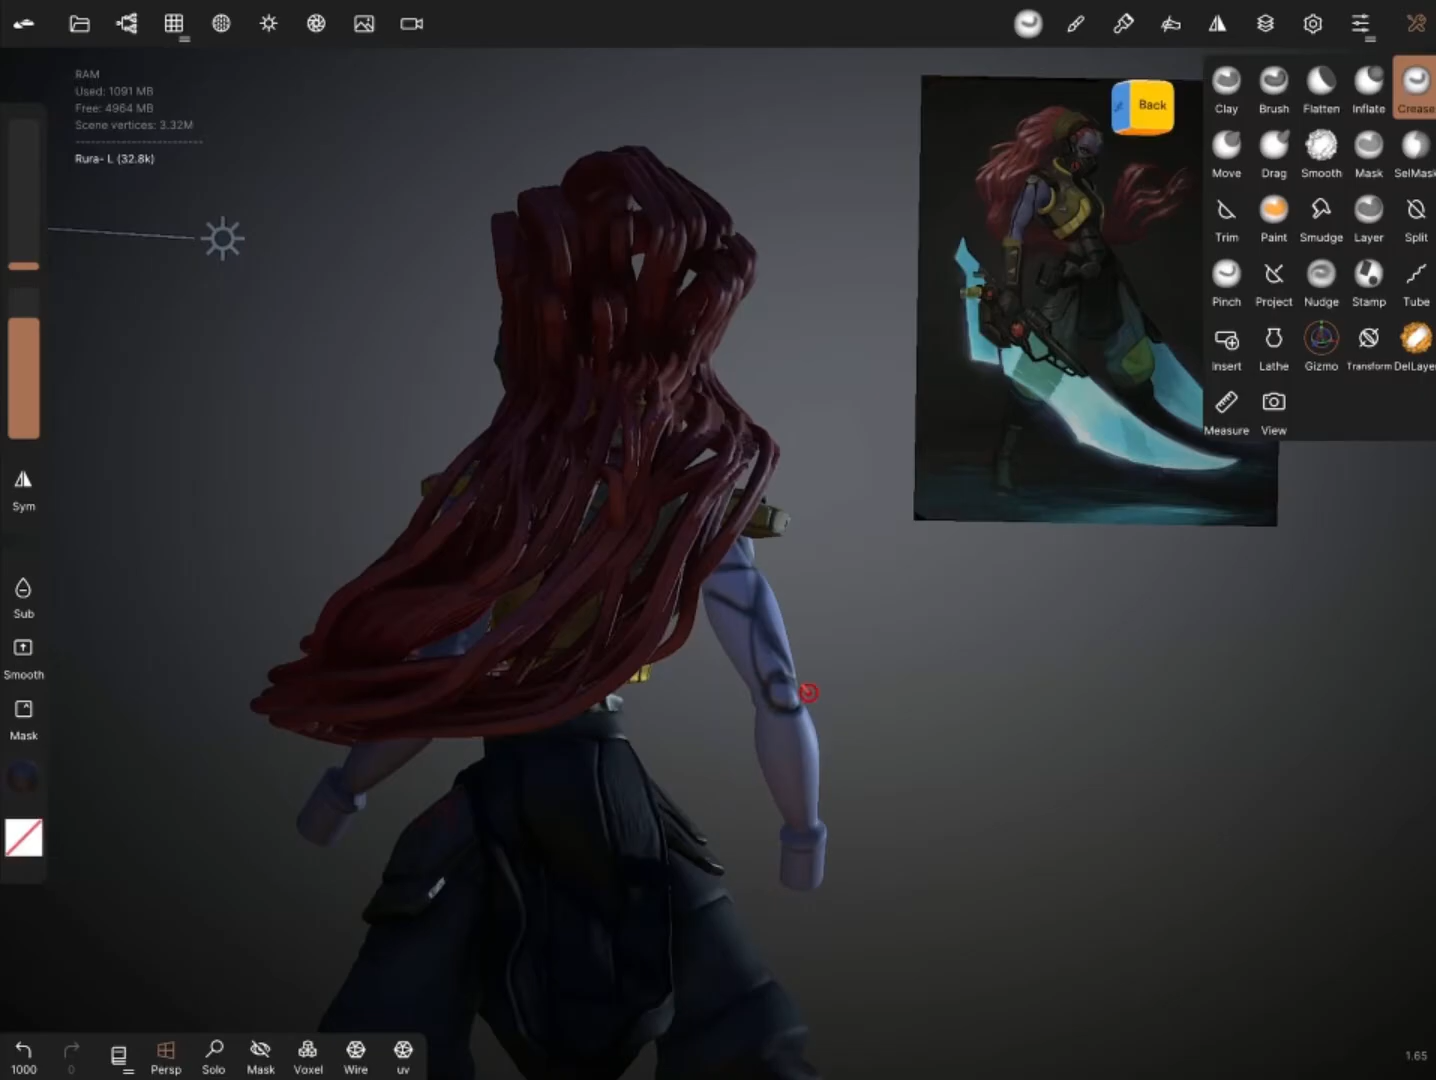 RAM
Used: 1091 MB
Free: 4964 MB
Scene vertices: 3.32M
Rura- L (32.8k)
Back
Clay Brush Flatten Inflate Crease
Move Drag Smooth Mask SelMask
Trim Paint Smudge Layer Split
Pinch Project Nudge Stamp Tube
Insert Lathe Gizmo Transform DelLayer
Measure View
Sym
Sub
Smooth
Mask
1000 0 Persp Solo Mask Voxel Wire uv
1.65